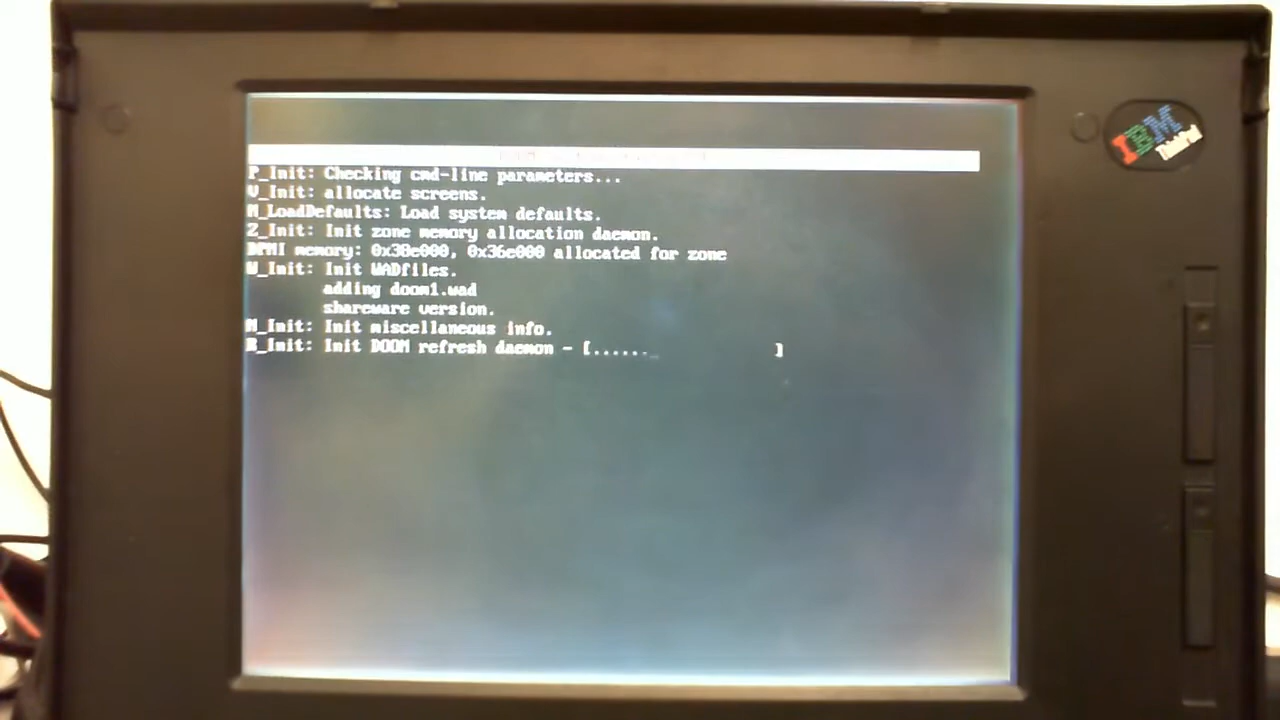 IBM
ThinkPad
P_Init: Checking cmd-line parameters...
V_Init: allocate screens.
M_LoadDefaults: Load system defaults.
Z_Init: Init zone memory allocation daemon.
DPMI memory: 0x38e000, 0x36e000 allocated for zone
W_Init: Init WADfiles.
adding doom1.wad
shareware version.
M_Init: Init miscellaneous info.
R_Init: Init DOOM refresh daemon - [......_ ]